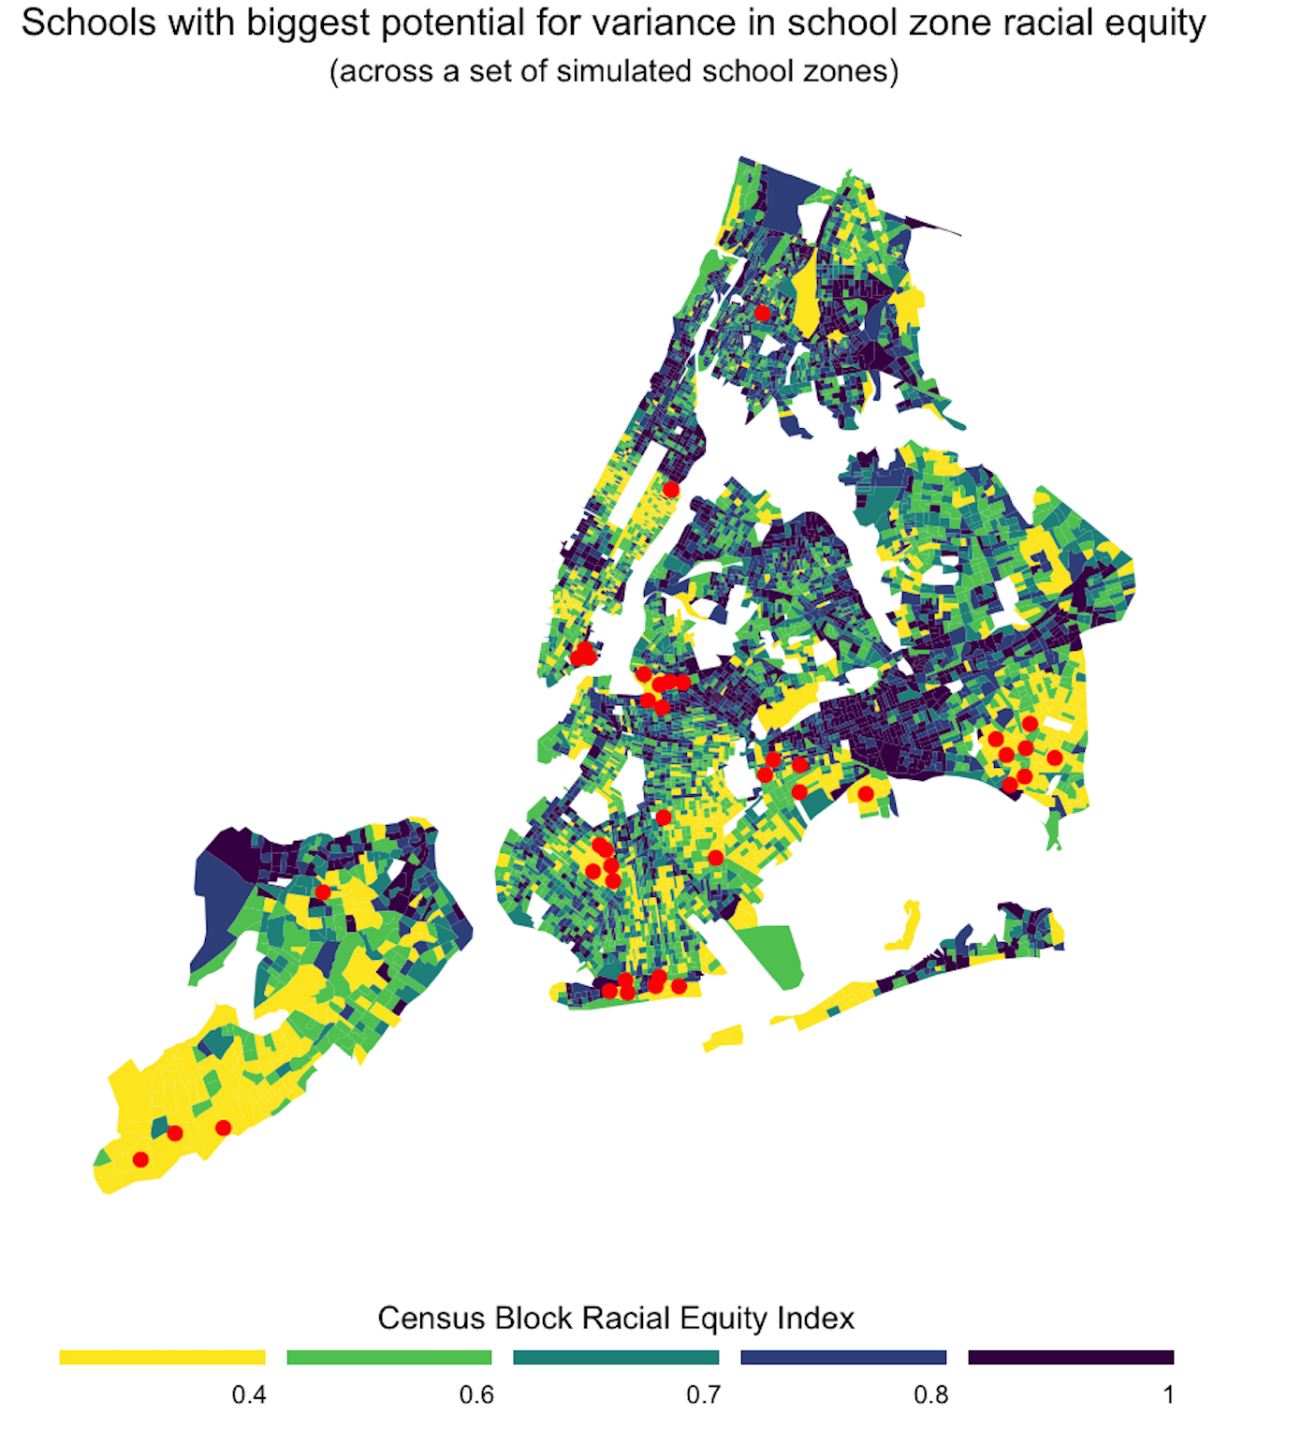 Schools with biggest potential for variance in school zone racial equity
(across a set of simulated school zones)
Census Block Racial Equity Index
0.4 0.6 0.7 0.8 1